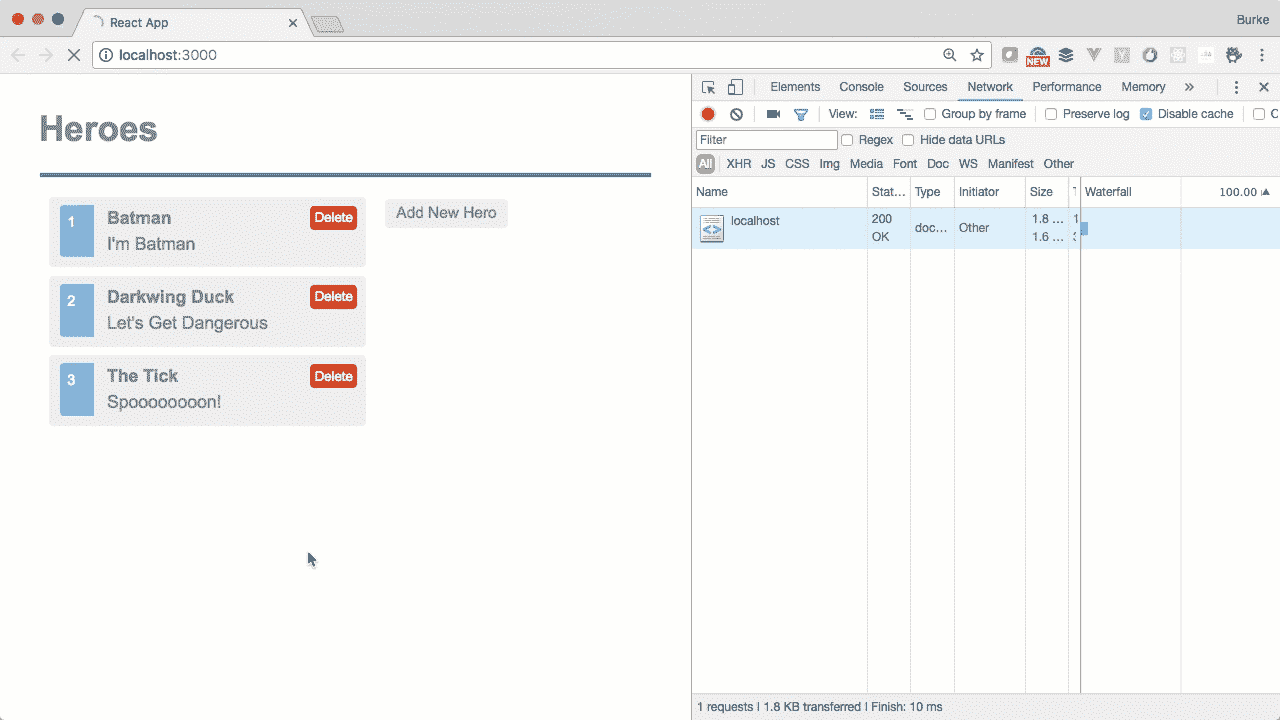 React App
Burke
localhost:3000
NEW
Heroes
1
Batman
I'm Batman
Delete
Add New Hero
2
Darkwing Duck
Let's Get Dangerous
Delete
3
The Tick
Spoooooooon!
Delete
Elements Console Sources Network Performance Memory »
View: Group by frame Preserve log Disable cache
Filter Regex Hide data URLs
All XHR JS CSS Img Media Font Doc WS Manifest Other
Name Stat... Type Initiator Size Waterfall 100.00
localhost 200 OK doc... Other 1.8 ... 1.6 ...
1 requests | 1.8 KB transferred | Finish: 10 ms